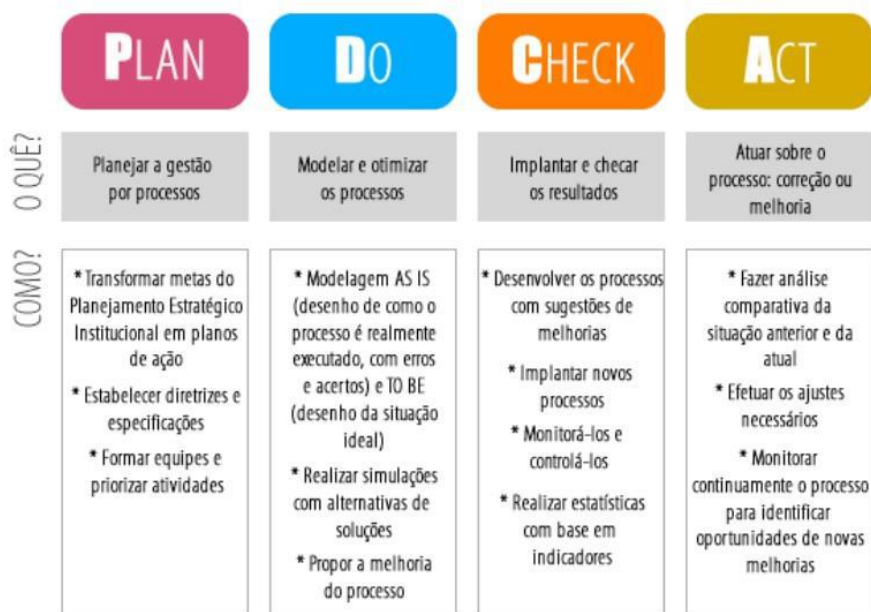 PLAN
DO
CHECK
ACT
O QUÊ?
Planejar a gestão
por processos
Modelar e otimizar
os processos
Implantar e checar
os resultados
Atuar sobre o
processo: correção ou
melhoria
COMO?
* Transformar metas do
Planejamento Estratégico
Institucional em planos
de ação
* Estabelecer diretrizes e
especificações
* Formar equipes e
priorizar atividades
* Modelagem AS IS
(desenho de como o
processo é realmente
executado, com erros
e acertos) e TO BE
(desenho da situação
ideal)
* Realizar simulações
com alternativas de
soluções
* Propor a melhoria
do processo
* Desenvolver os processos
com sugestões de
melhorias
* Implantar novos
processos
* Monitorá-los e
controlá-los
* Realizar estatísticas
com base em
indicadores
* Fazer análise
comparativa da
situação anterior e da
atual
* Efetuar os ajustes
necessários
* Monitorar
continuamente o processo
para identificar
oportunidades de novas
melhorias